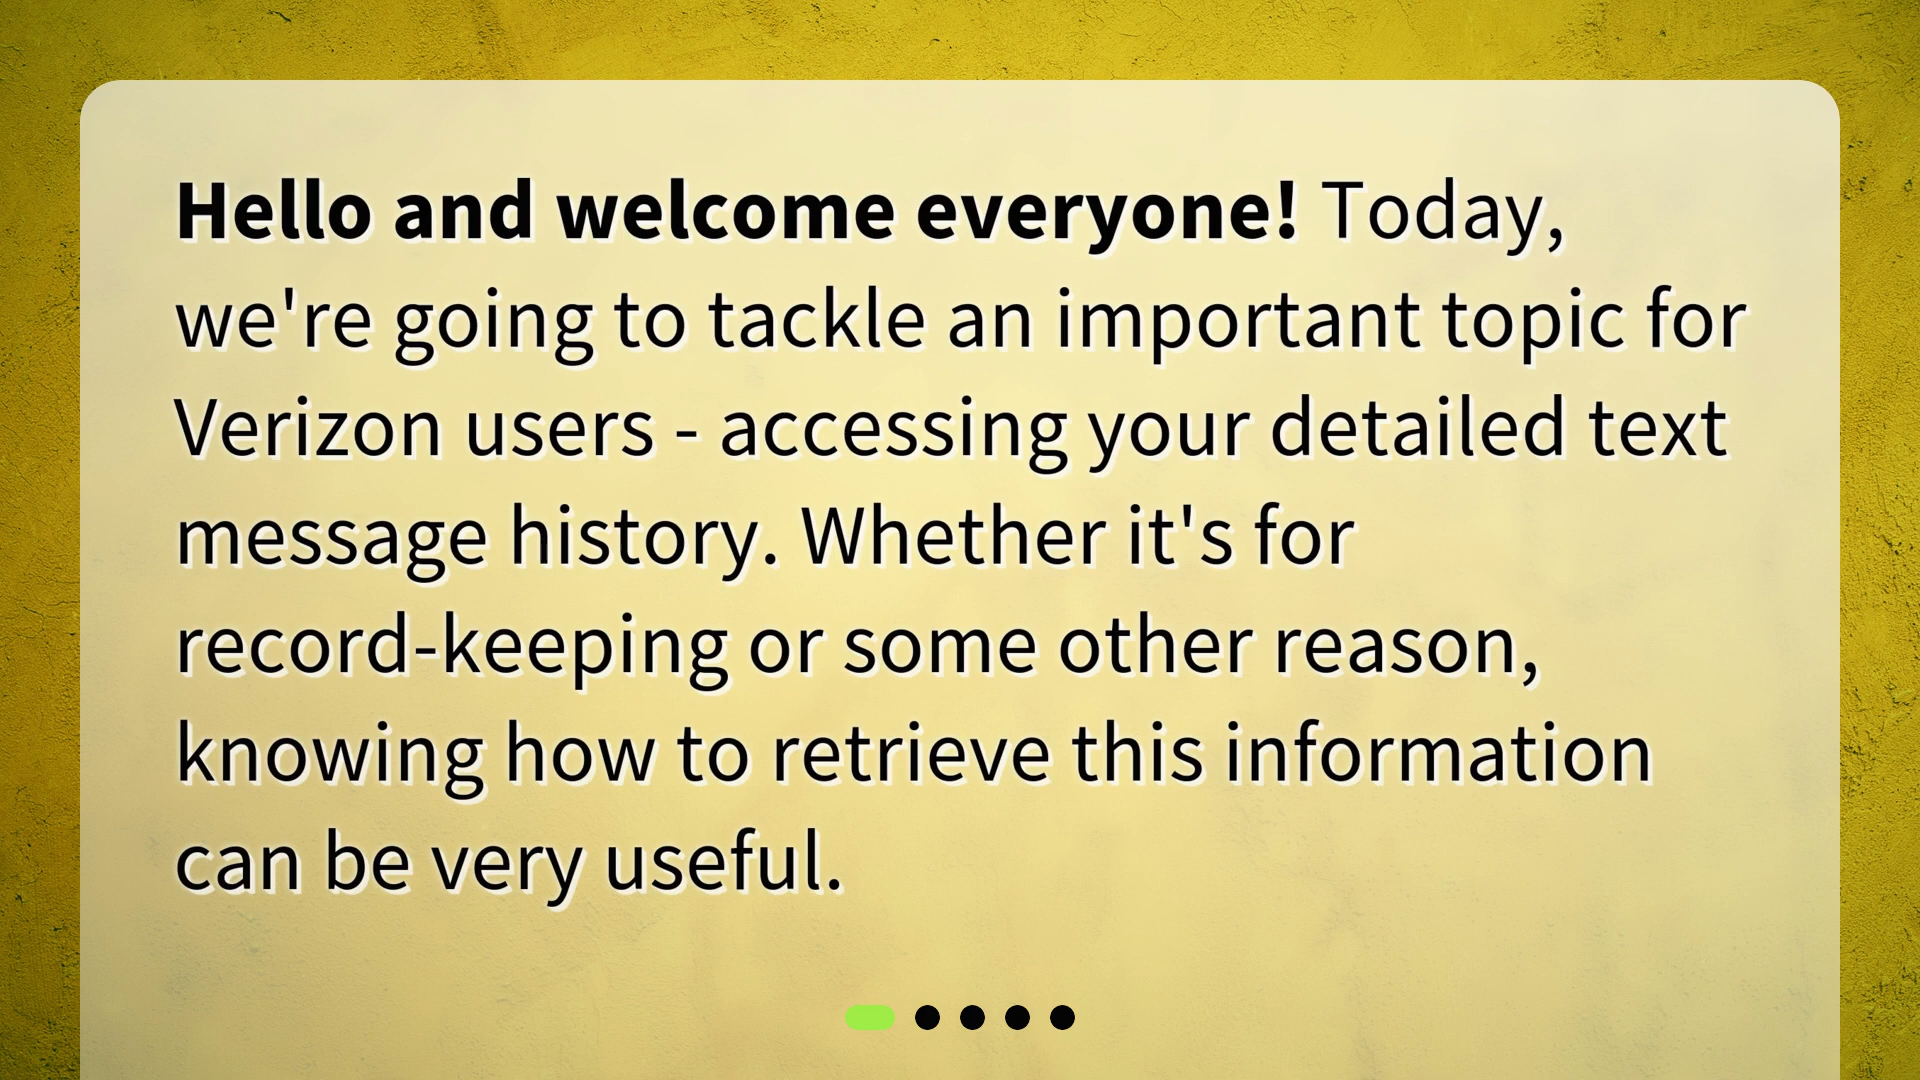 Hello and welcome everyone! Today,
we're going to tackle an important topic for
Verizon users - accessing your detailed text
message history. Whether it's for
record-keeping or some other reason,
knowing how to retrieve this information
can be very useful.